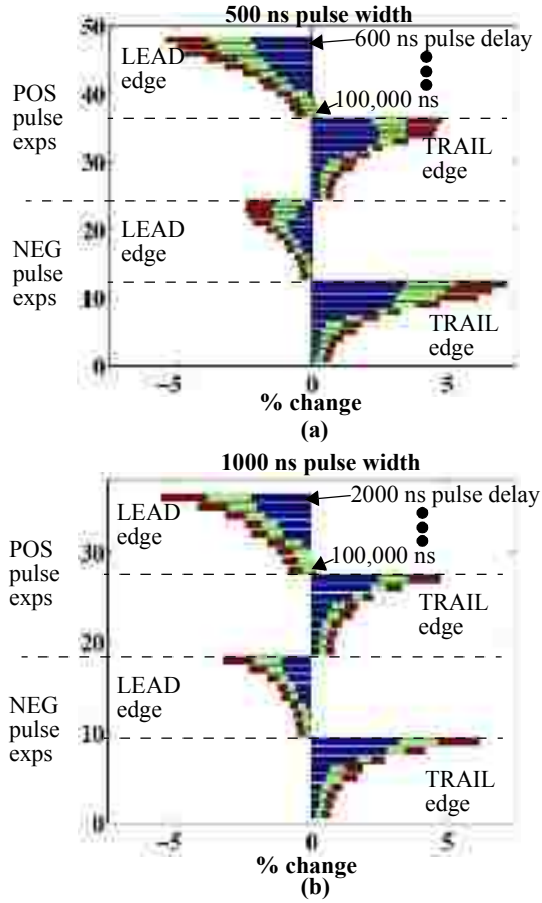 500 ns pulse width
50
LEAD
edge
600 ns pulse delay
POS
pulse
exps
40
100,000 ns
30
TRAIL
edge
LEAD
edge
20
NEG
pulse
exps
10
TRAIL
edge
0
-5
0
5
% change
(a)
1000 ns pulse width
LEAD
edge
2000 ns pulse delay
POS
pulse
exps
30
100,000 ns
TRAIL
edge
20
LEAD
edge
NEG
pulse
exps
10
TRAIL
edge
0
-5
0
5
% change
(b)